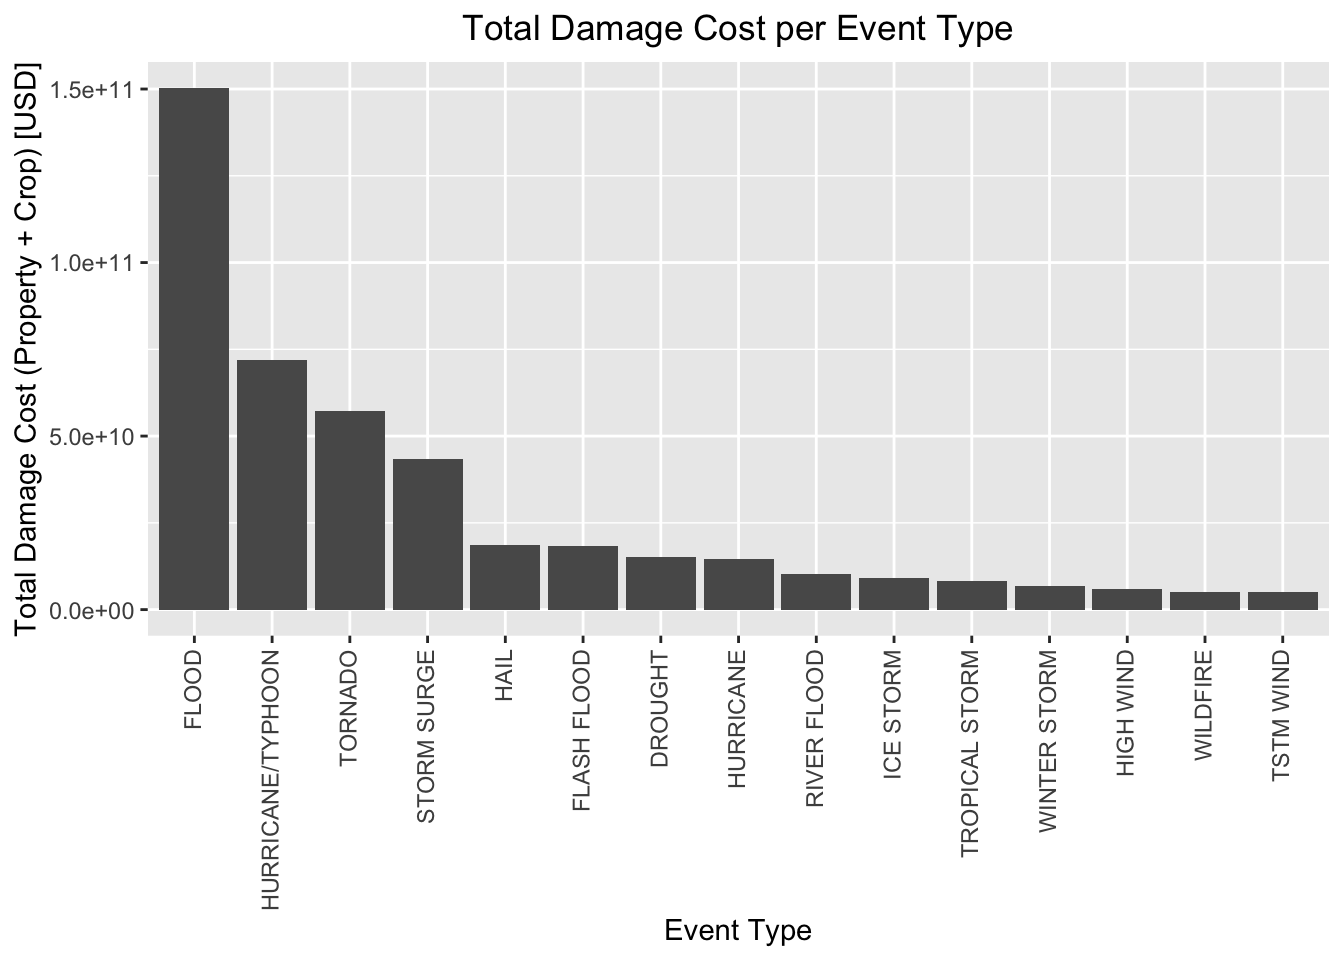 Total Damage Cost per Event Type
Total Damage Cost (Property + Crop) [USD]
1.5e+11
1.0e+11
5.0e+10
0.0e+00
FLOOD
HURRICANE/TYPHOON
TORNADO
STORM SURGE
HAIL
FLASH FLOOD
DROUGHT
HURRICANE
RIVER FLOOD
ICE STORM
TROPICAL STORM
WINTER STORM
HIGH WIND
WILDFIRE
TSTM WIND
Event Type